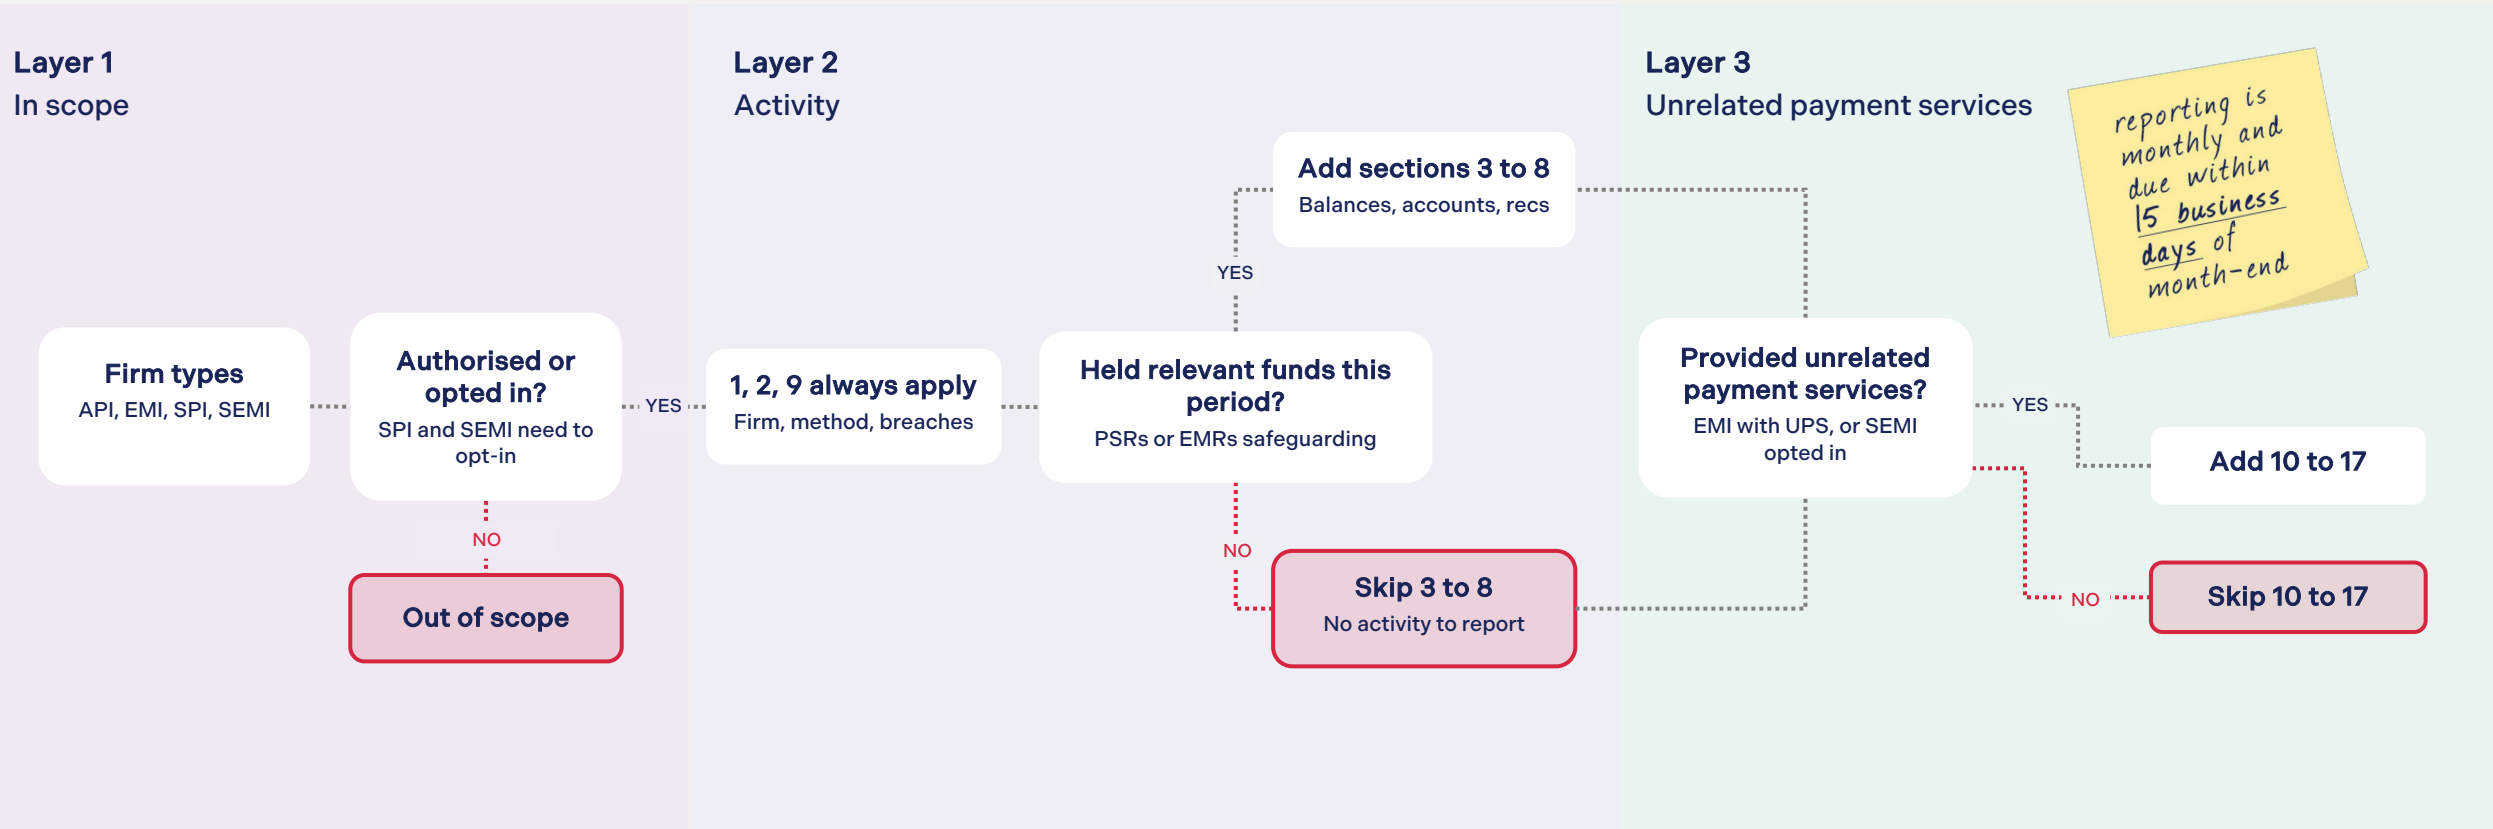 Layer 1
In scope
Firm types
API, EMI, SPI, SEMI
Authorised or
opted in?
SPI and SEMI need to
opt-in
YES
NO
Out of scope
Layer 2
Activity
1, 2, 9 always apply
Firm, method, breaches
Held relevant funds this
period?
PSRs or EMRs safeguarding
YES
Add sections 3 to 8
Balances, accounts, recs
NO
Skip 3 to 8
No activity to report
Layer 3
Unrelated payment services
Provided unrelated
payment services?
EMI with UPS, or SEMI
opted in
YES
Add 10 to 17
NO
Skip 10 to 17
reporting is
monthly and
due within
15 business
days of
month-end